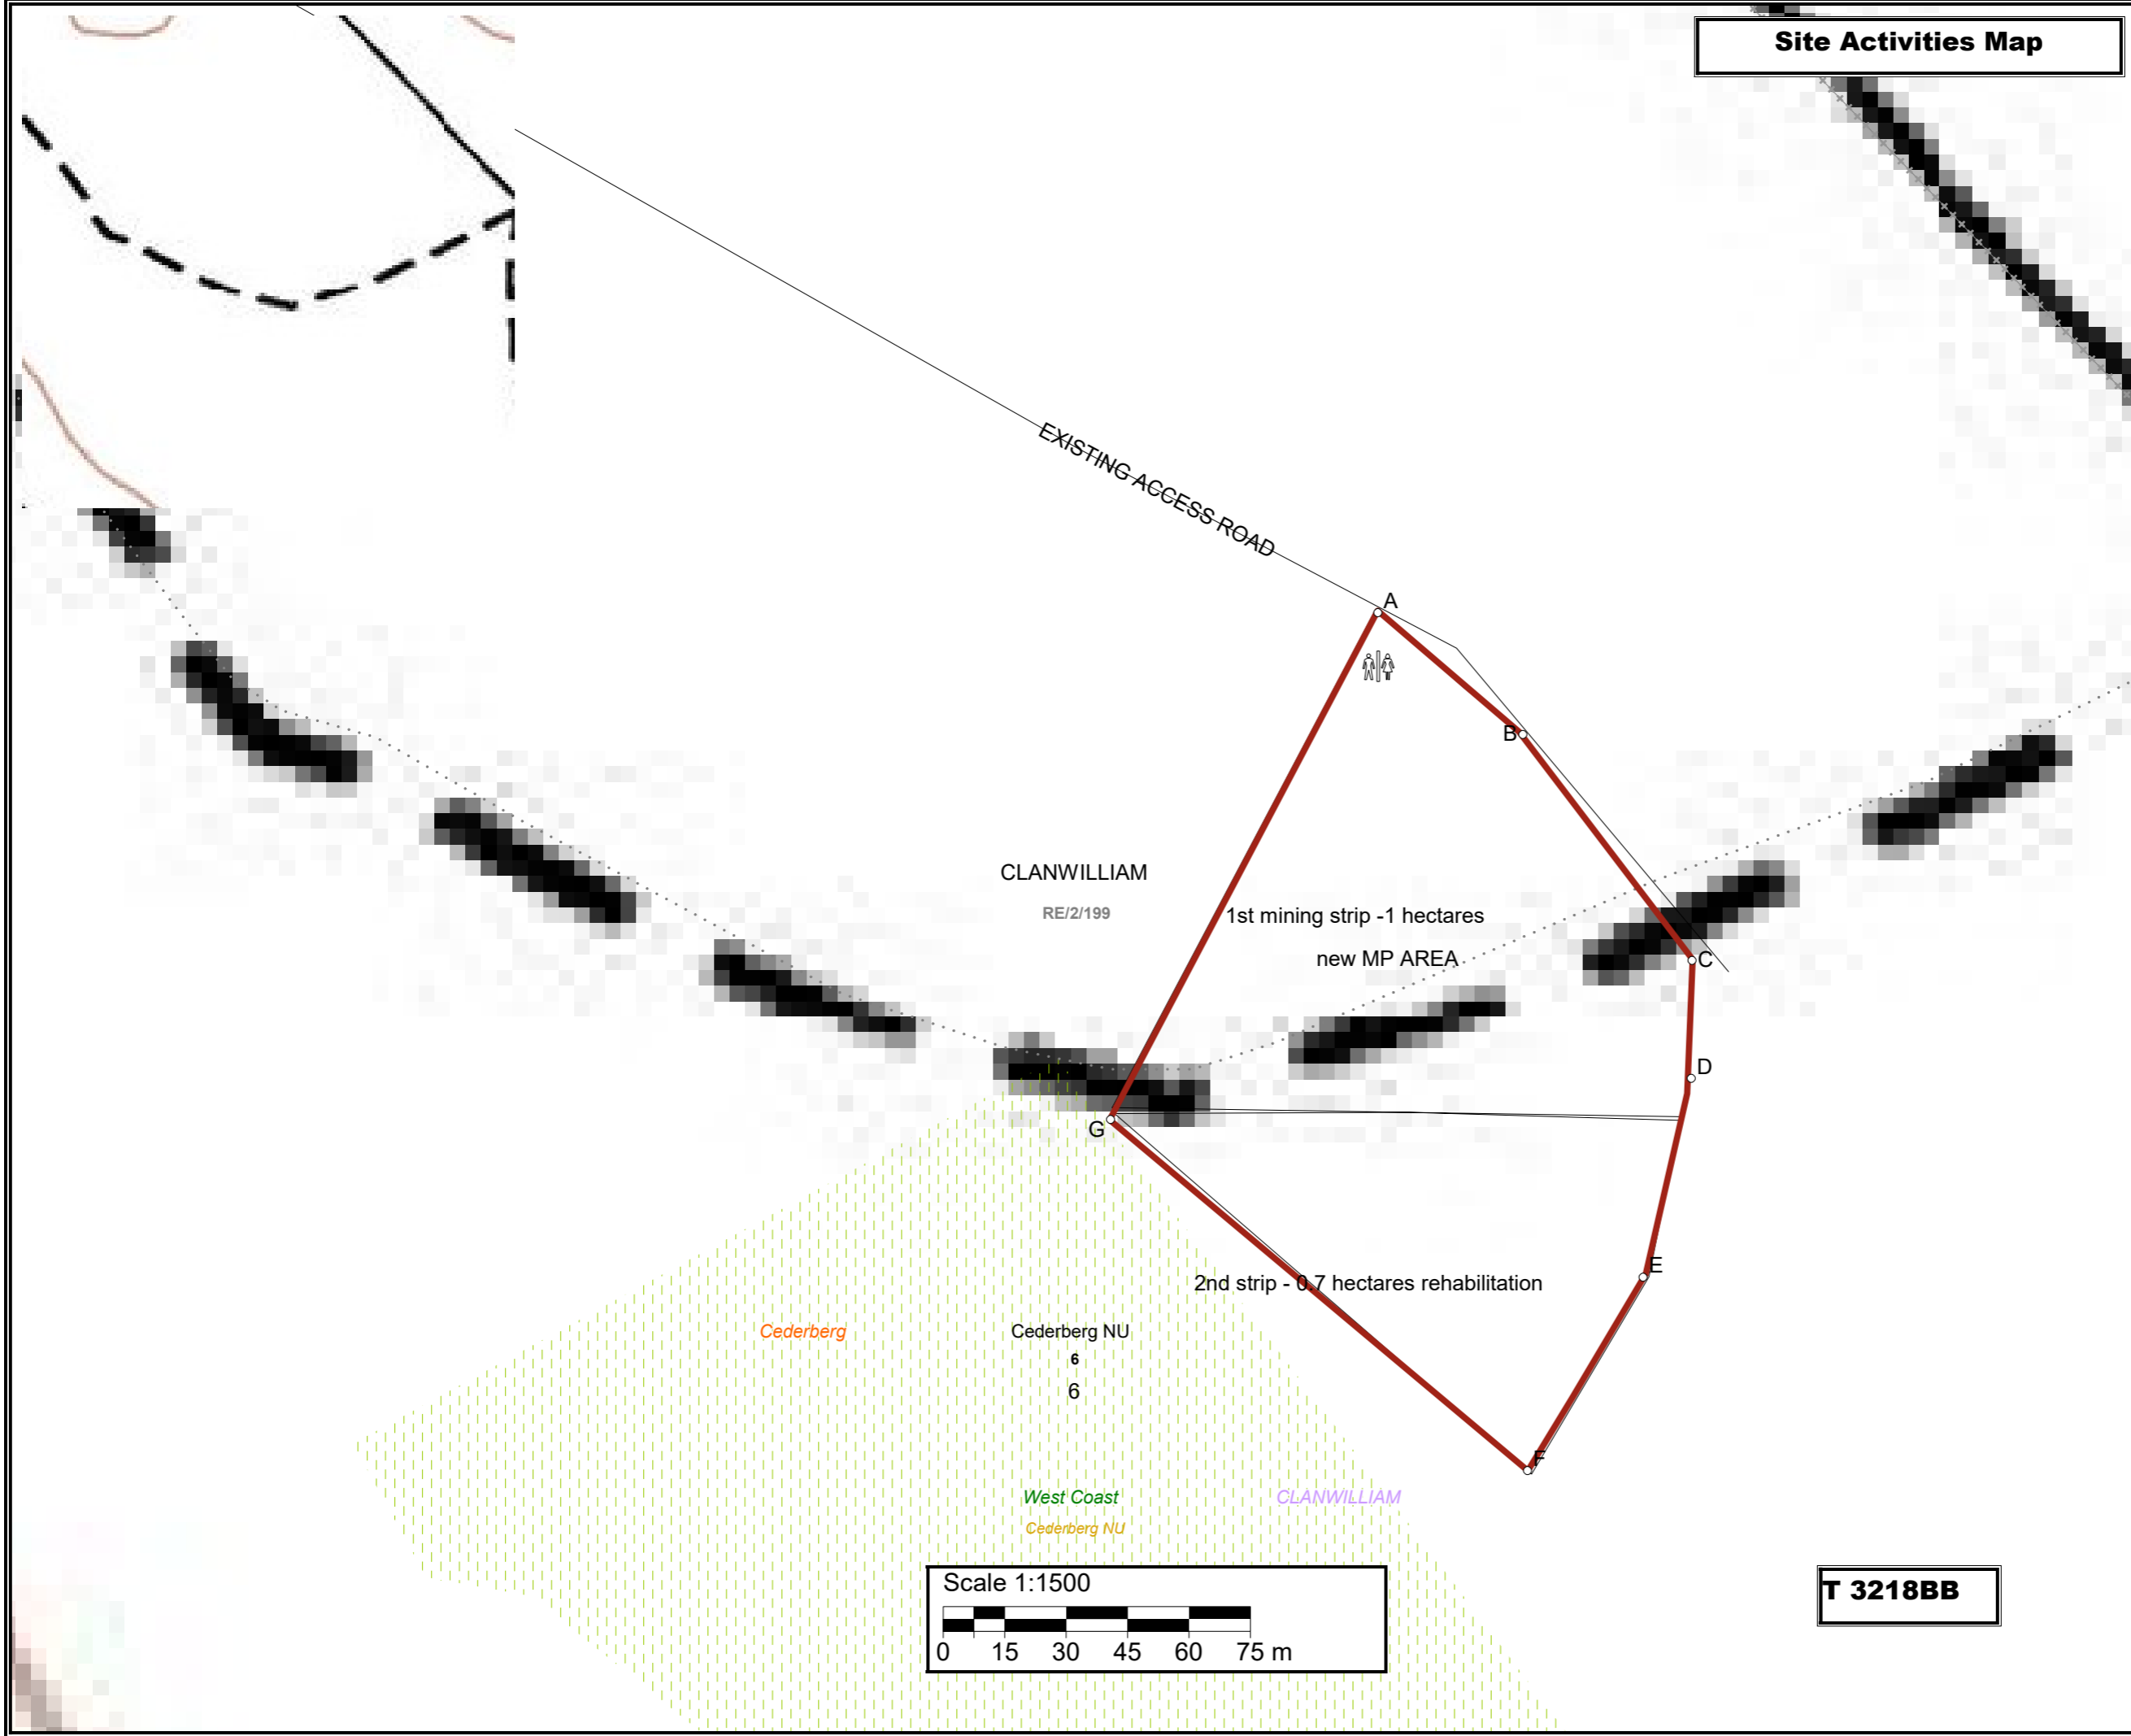 Site Activities Map
EXISTING ACCESS ROAD
A
B
CLANWILLIAM
RE/2/199
1st mining strip -1 hectares
new MP AREA
C
D
G
E
2nd strip - 0.7 hectares rehabilitation
Cederberg
Cederberg NU
6
6
F
West Coast
CLANWILLIAM
Cederberg NU
Scale 1:1500
0 15 30 45 60 75 m
T 3218BB